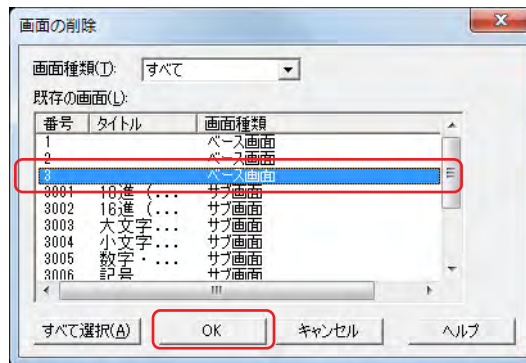 画面の削除
画面種類(T): すべて
既存の画面(L):
番号 タイトル 画面種類
1 ベース画面
2 ベース画面
3 ベース画面
3001 10進 (... サブ画面
3002 16進 (... サブ画面
3003 大文字... サブ画面
3004 小文字... サブ画面
3005 数字・... サブ画面
3006 記号 サブ画面
すべて選択(A) OK キャンセル ヘルプ